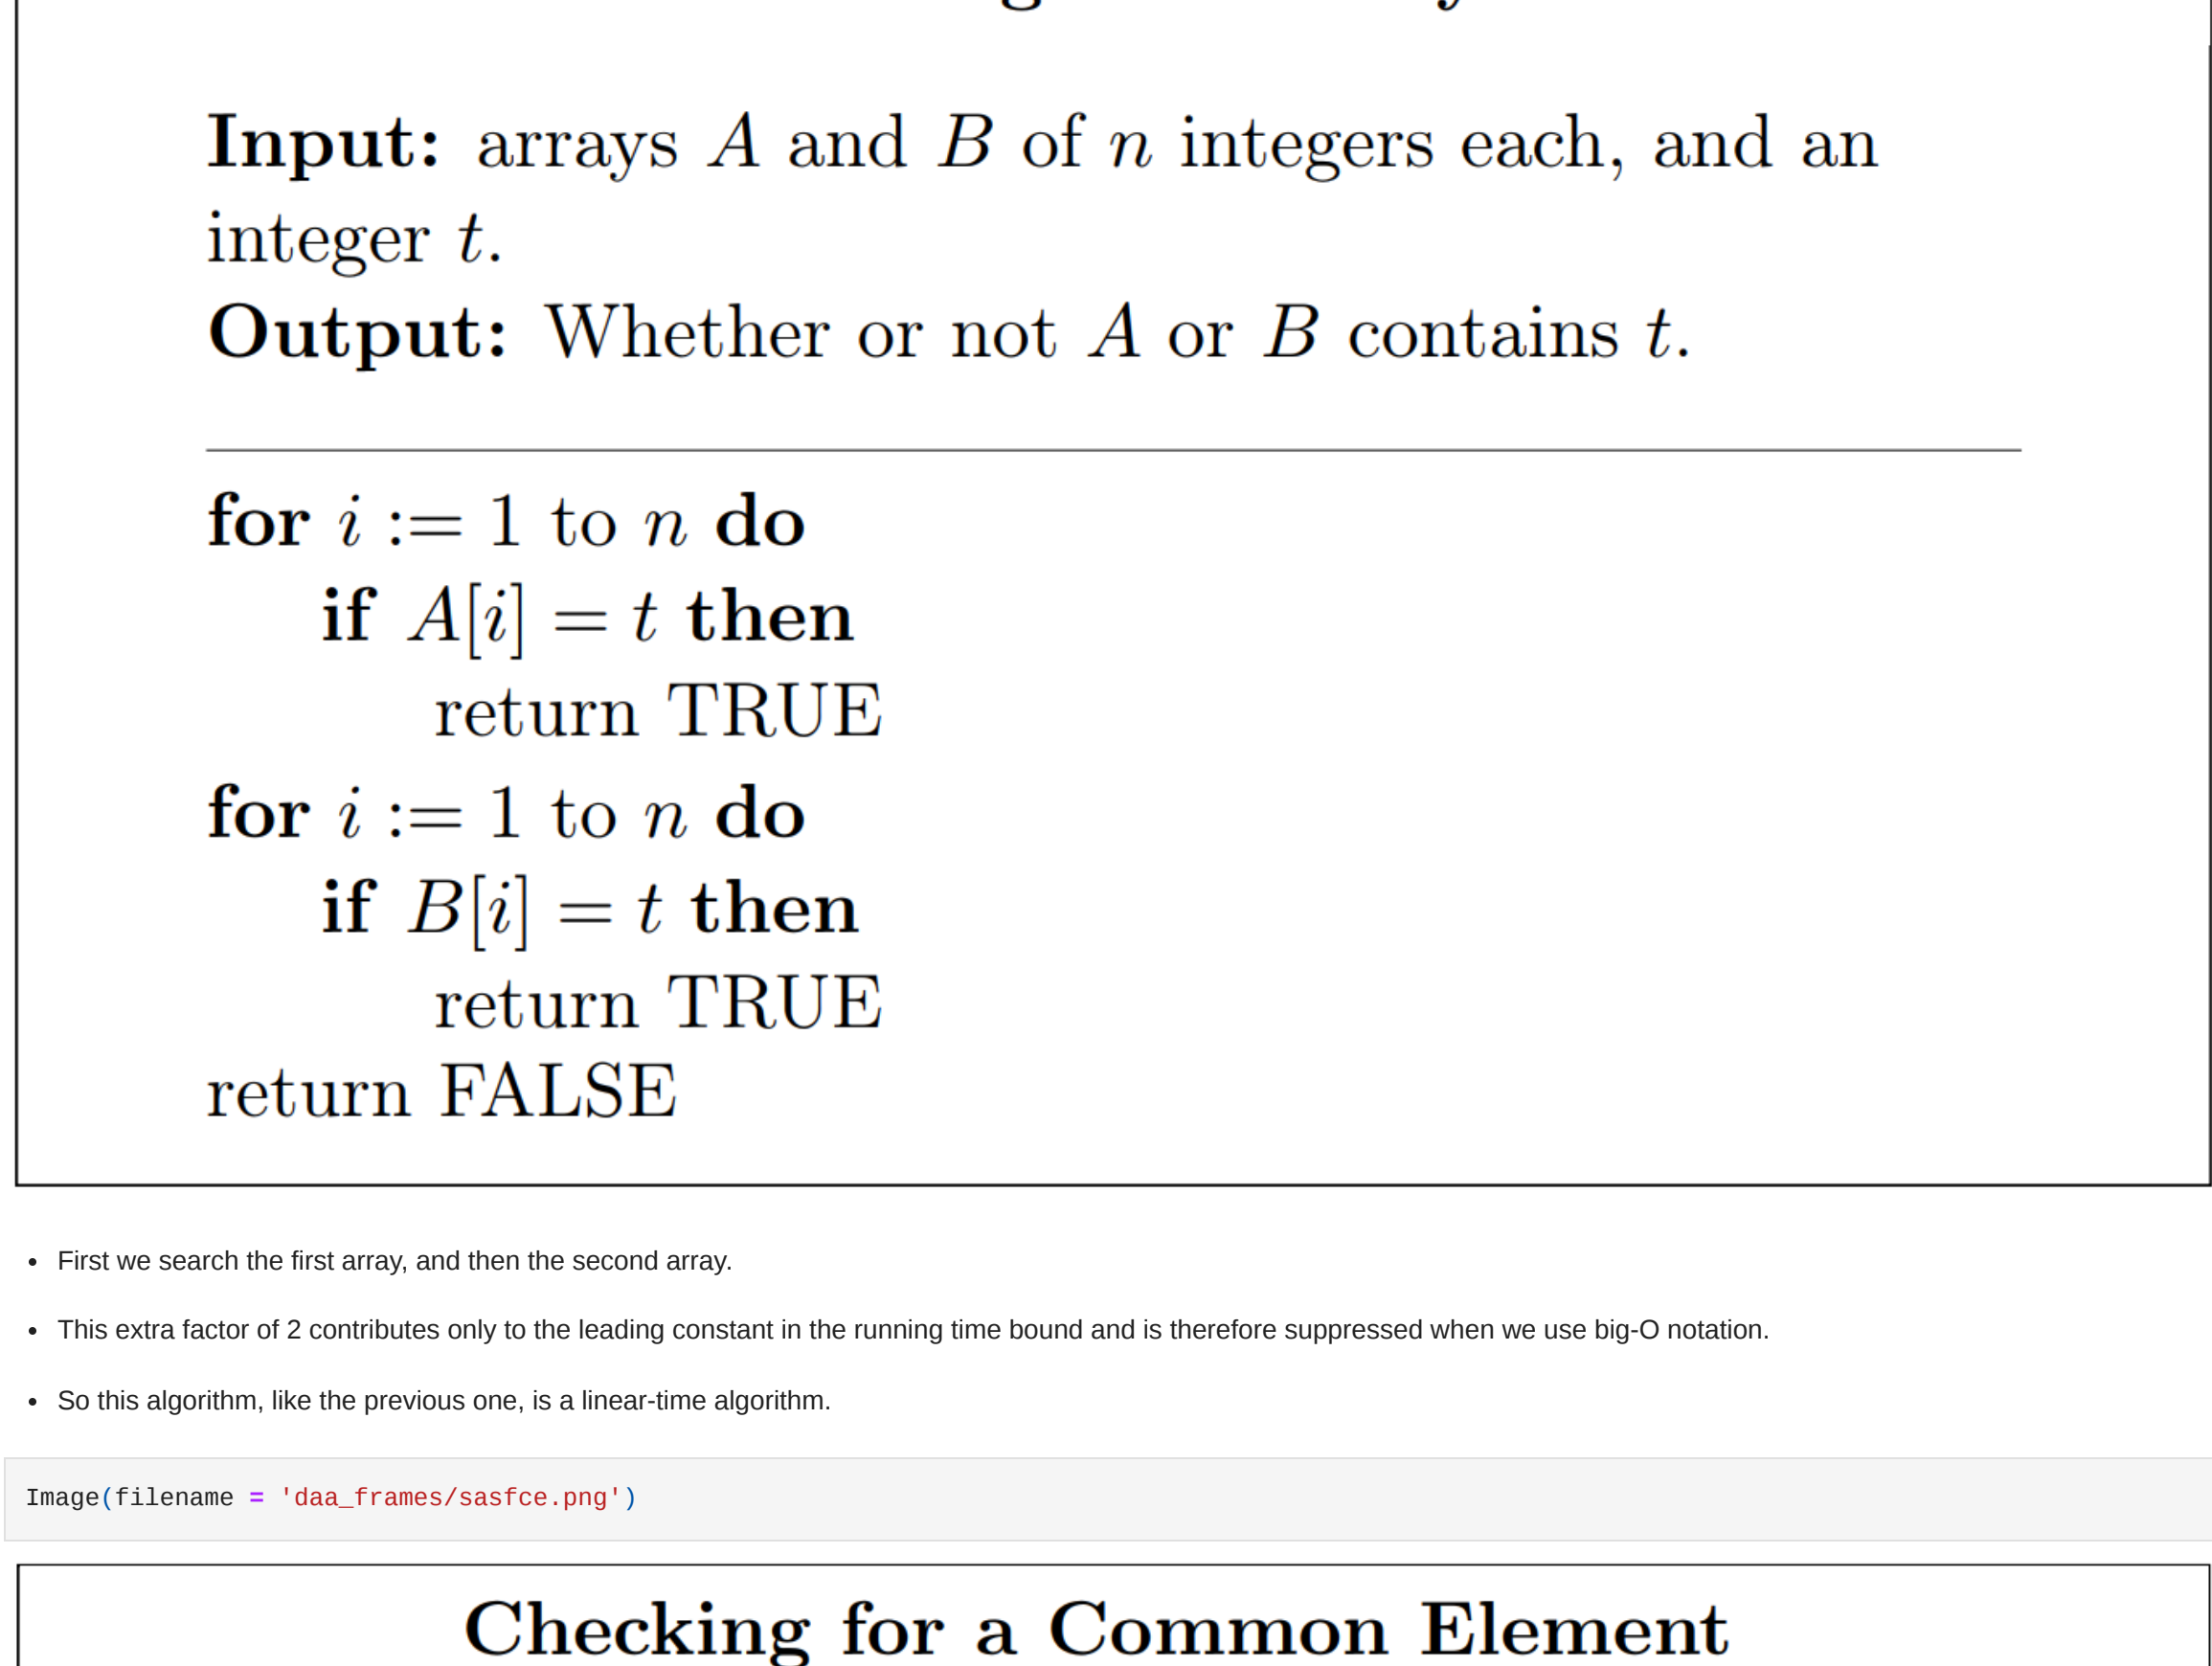 Input: arrays A and B of n integers each, and an
integer t.
Output: Whether or not A or B contains t.
for i := 1 to n do
if A[i] = t then
return TRUE
for i := 1 to n do
if B[i] = t then
return TRUE
return FALSE
• First we search the first array, and then the second array.
• This extra factor of 2 contributes only to the leading constant in the running time bound and is therefore suppressed when we use big-O notation.
• So this algorithm, like the previous one, is a linear-time algorithm.
Image(filename = 'daa_frames/sasfce.png')
Checking for a Common Element